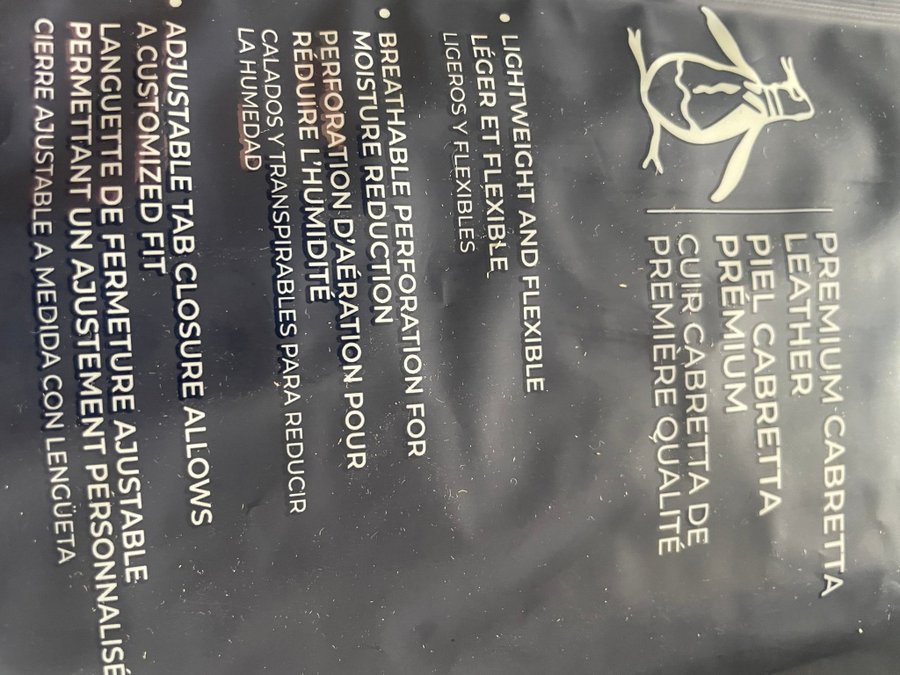 PREMIUM CABRETTA
LEATHER
PIEL CABRETTA
PRÉMIUM
CUIR CABRETTA DE
PREMIÈRE QUALITÉ
• LIGHTWEIGHT AND FLEXIBLE
LÉGER ET FLEXIBLE
LIGEROS Y FLEXIBLES
• BREATHABLE PERFORATION FOR
MOISTURE REDUCTION
PERFORATION D'AÉRATION POUR
RÉDUIRE L'HUMIDITÉ
CALADOS Y TRANSPIRABLES PARA REDUCIR
LA HUMEDAD
• ADJUSTABLE TAB CLOSURE ALLOWS
A CUSTOMIZED FIT
LANGUETTE DE FERMETURE AJUSTABLE
PERMETTANT UN AJUSTEMENT PERSONNALISÉ
CIERRE AJUSTABLE A MEDIDA CON LENGÜETA